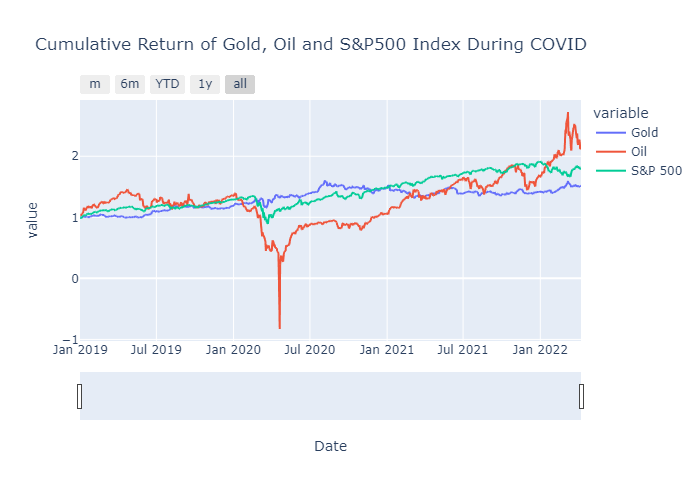 Cumulative Return of Gold, Oil and S&P500 Index During COVID
m 6m YTD 1y all
variable
Gold
Oil
S&P 500
value
2
1
0
−1
Jan 2019 Jul 2019 Jan 2020 Jul 2020 Jan 2021 Jul 2021 Jan 2022
Date